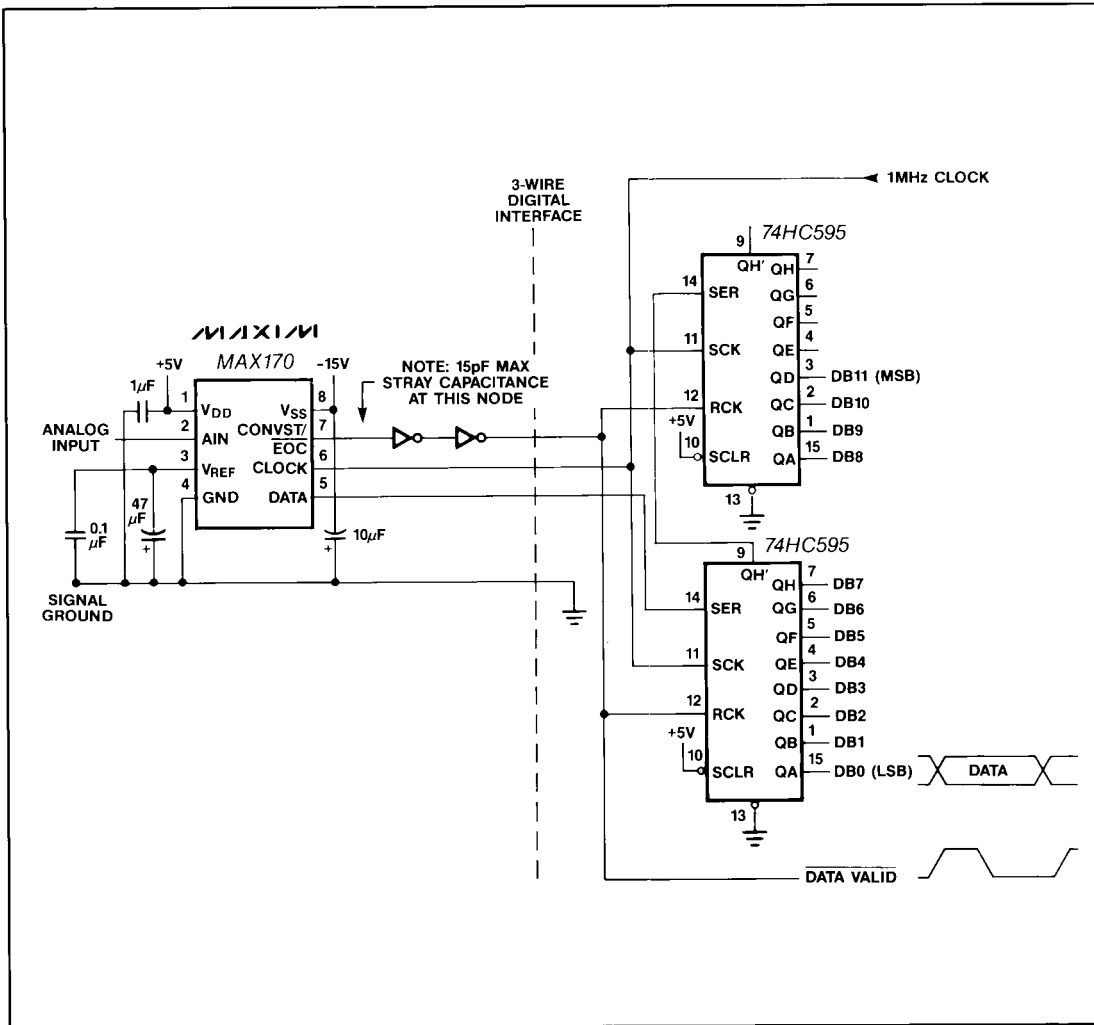 3-WIRE
DIGITAL
INTERFACE
1MHz CLOCK
74HC595
9
QH'
QH 7
14 SER
QG 6
QF 5
11 SCK
QE 4
QD 3 DB11 (MSB)
12 RCK
QC 2 DB10
+5V
QB 1 DB9
10 SCLR
QA 15 DB8
13
MAXIM
MAX170
+5V
-15V
1µF
NOTE: 15pF MAX
STRAY CAPACITANCE
AT THIS NODE
1 VDD
VSS 8
ANALOG
INPUT
2 AIN
CONVST/
EOC 7
3 VREF
CLOCK 6
4 GND
DATA 5
0.1
µF
47
µF
+
10µF
+
SIGNAL
GROUND
74HC595
9
QH'
QH 7 DB7
14 SER
QG 6 DB6
QF 5 DB5
11 SCK
QE 4 DB4
QD 3 DB3
12 RCK
QC 2 DB2
+5V
QB 1 DB1
10 SCLR
QA 15 DB0 (LSB)
DATA
13
DATA VALID